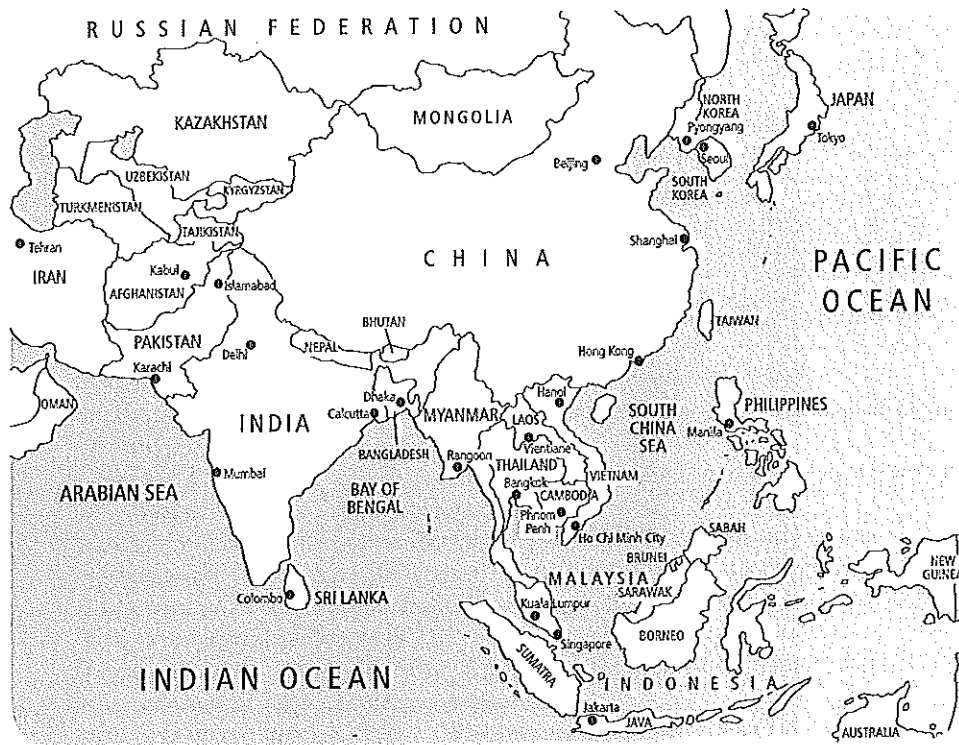 RUSSIAN FEDERATION
KAZAKHSTAN
MONGOLIA
NORTH
KOREA
Pyongyang
JAPAN
Tokyo
Seoul
SOUTH
KOREA
Beijing
UZBEKISTAN
KYRGYZSTAN
TURKMENISTAN
TAJIKISTAN
Tehran
IRAN
Kabul
AFGHANISTAN
Islamabad
CHINA
Shanghai
PACIFIC
OCEAN
PAKISTAN
Karachi
Delhi
NEPAL
BHUTAN
TAIWAN
Hong Kong
OMAN
INDIA
Dhaka
Calcutta
BANGLADESH
MYANMAR
Rangoon
Hanoi
LAOS
Vientiane
THAILAND
Bangkok
CAMBODIA
Phnom
Penh
VIETNAM
Ho Chi Minh City
SOUTH
CHINA
SEA
PHILIPPINES
Manila
Mumbai
ARABIAN SEA
BAY OF
BENGAL
Colombo
SRI LANKA
SABAH
BRUNEI
MALAYSIA
SARAWAK
Kuala Lumpur
Singapore
BORNEO
NEW
GUINEA
SUMATRA
INDIAN OCEAN
INDONESIA
Jakarta
JAVA
AUSTRALIA